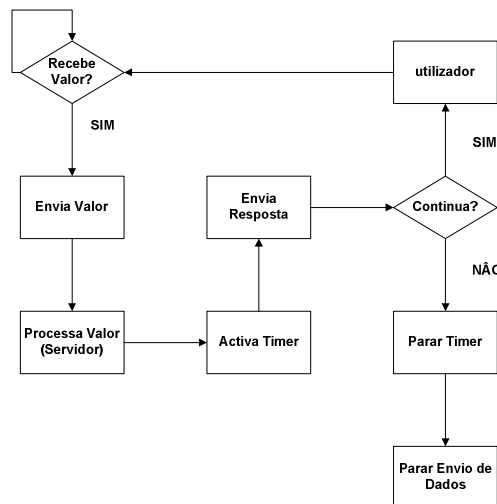 Recebe
Valor?
utilizador
SIM
SIM
Envia Valor
Envia
Resposta
Continua?
NÂO
Processa Valor
(Servidor)
Activa Timer
Parar Timer
Parar Envio de
Dados